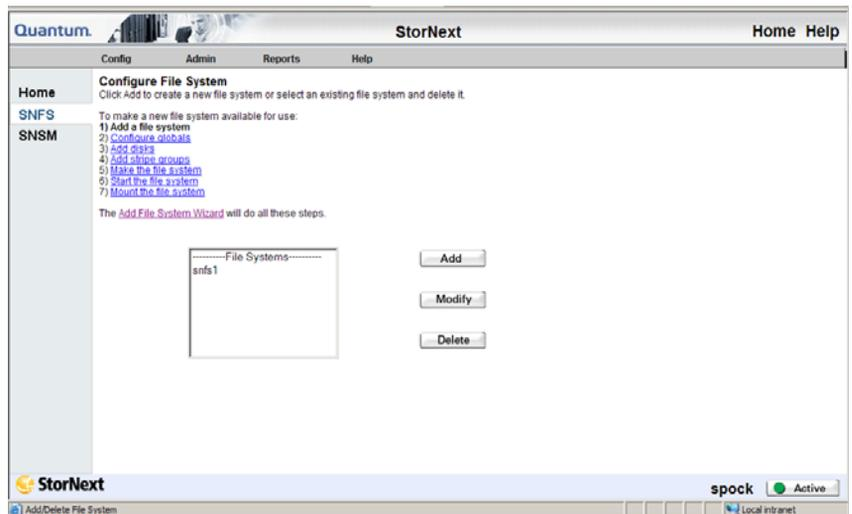 Quantum.
StorNext
Home Help
Config Admin Reports Help
Home
SNFS
SNSM
Configure File System
Click Add to create a new file system or select an existing file system and delete it.
To make a new file system available for use:
1) Add a file system
2) Configure globals
3) Add disks
4) Add stripe groups
5) Make the file system
6) Start the file system
7) Mount the file system
The Add File System Wizard will do all these steps.
----------File Systems----------
snfs1
Add
Modify
Delete
StorNext
spock
Active
Add/Delete File System
Local intranet